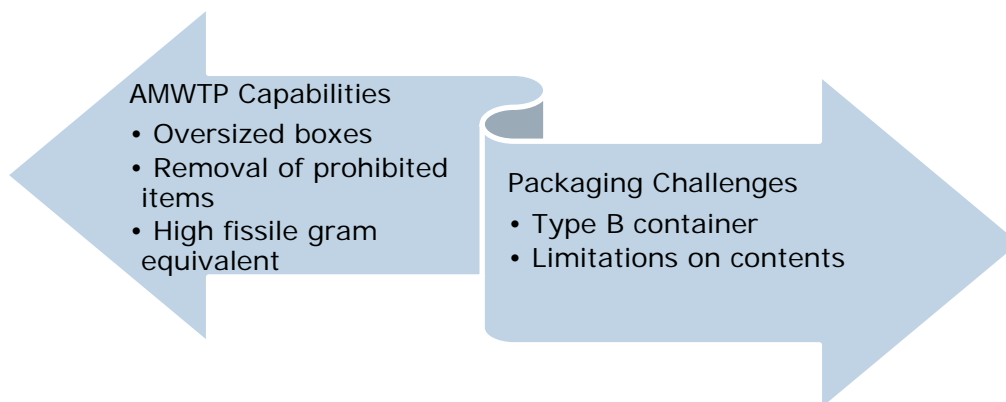 AMWTP Capabilities
• Oversized boxes
• Removal of prohibited
items
• High fissile gram
equivalent
Packaging Challenges
• Type B container
• Limitations on contents